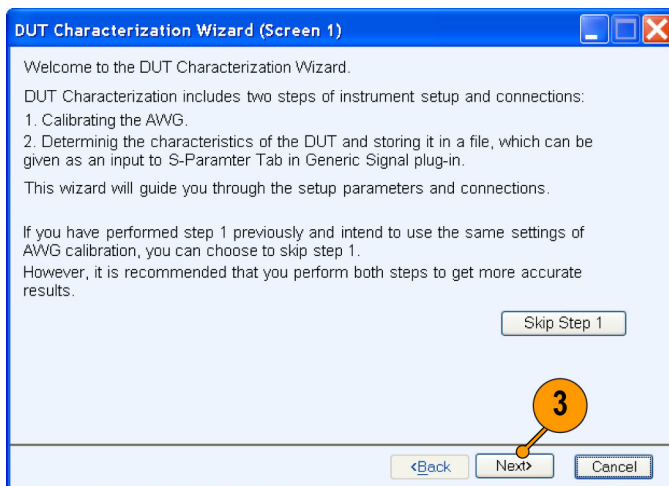 DUT Characterization Wizard (Screen 1)
Welcome to the DUT Characterization Wizard.
DUT Characterization includes two steps of instrument setup and connections:
1. Calibrating the AWG.
2. Determinig the characteristics of the DUT and storing it in a file, which can be
given as an input to S-Paramter Tab in Generic Signal plug-in.
This wizard will guide you through the setup parameters and connections.
If you have performed step 1 previously and intend to use the same settings of
AWG calibration, you can choose to skip step 1.
However, it is recommended that you perform both steps to get more accurate
results.
Skip Step 1
3
<Back Next> Cancel